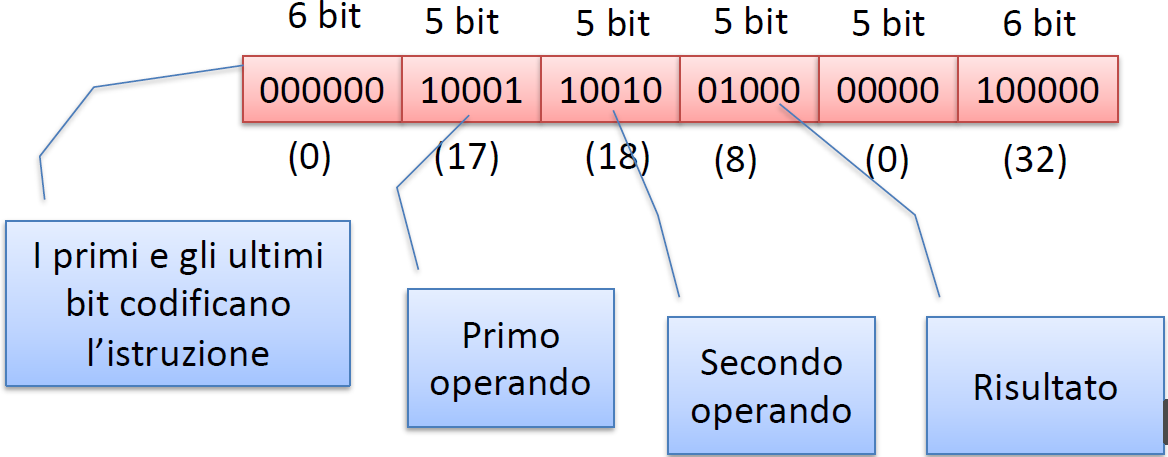 6 bit 5 bit 5 bit 5 bit 5 bit 6 bit
000000 10001 10010 01000 00000 100000
(0) (17) (18) (8) (0) (32)
I primi e gli ultimi
bit codificano
l’istruzione
Primo
operando
Secondo
operando
Risultato